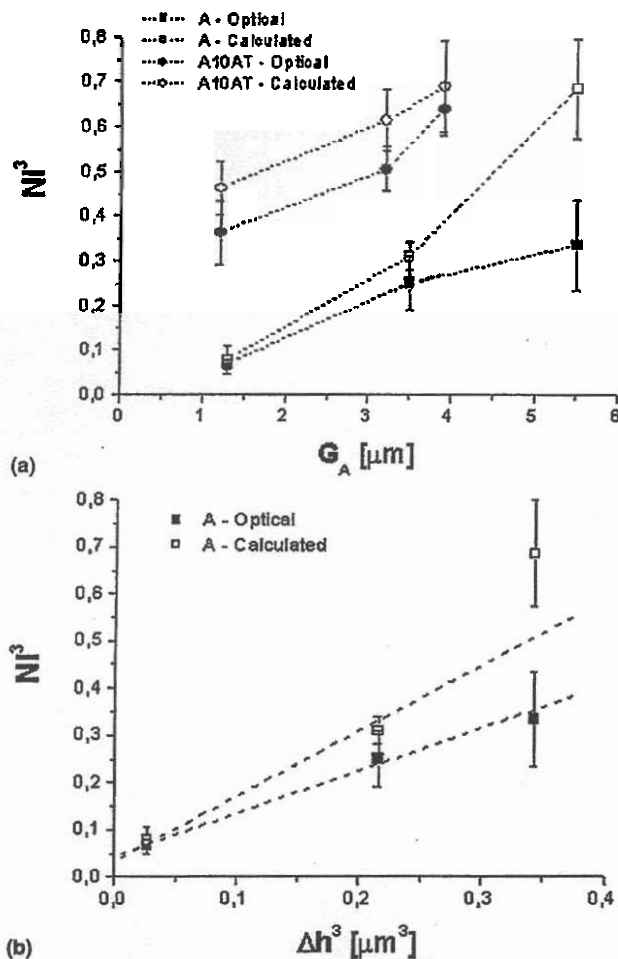 A - Optical
A - Calculated
A10AT - Optical
A10AT - Calculated
0,8
0,7
0,6
0,5
0,4
0,3
0,2
0,1
0,0
Nl³
0 1 2 3 4 5 6
G_A [μm]
(a)
A - Optical
A - Calculated
0,8
0,7
0,6
0,5
0,4
0,3
0,2
0,1
0,0
Nl³
0,0 0,1 0,2 0,3 0,4
Δh³ [μm³]
(b)